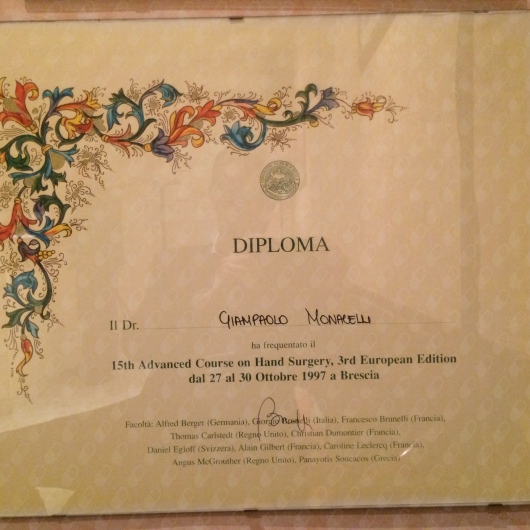 DIPLOMA
Il Dr. GIAMPAOLO MONACELLI
ha frequentato il
15th Advanced Course on Hand Surgery, 3rd European Edition
dal 27 al 30 Ottobre 1997 a Brescia
Facoltà: Alfred Berger (Germania), Giorgio Brunelli (Italia), Francesco Brunelli (Francia),
Thomas Carlstedt (Regno Unito), Christian Dumontier (Francia),
Daniel Egloff (Svizzera), Alain Gilbert (Francia), Caroline Leclercq (Francia),
Angus McGrouther (Regno Unito), Panayotis Soucacos (Grecia)